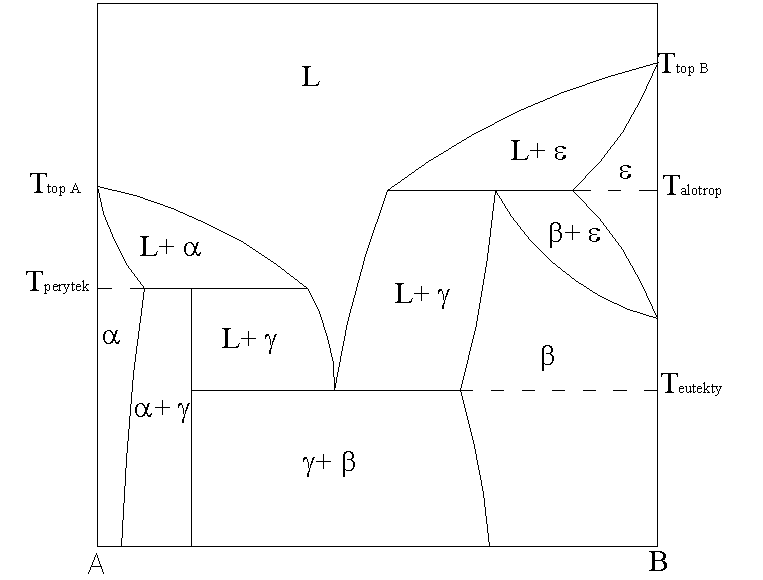 T top B
L
L+ ε
ε
T top A
T alotrop
β+ ε
L+ α
T perytek
L+ γ
α
L+ γ
β
T eutekty
α+ γ
γ+ β
A
B